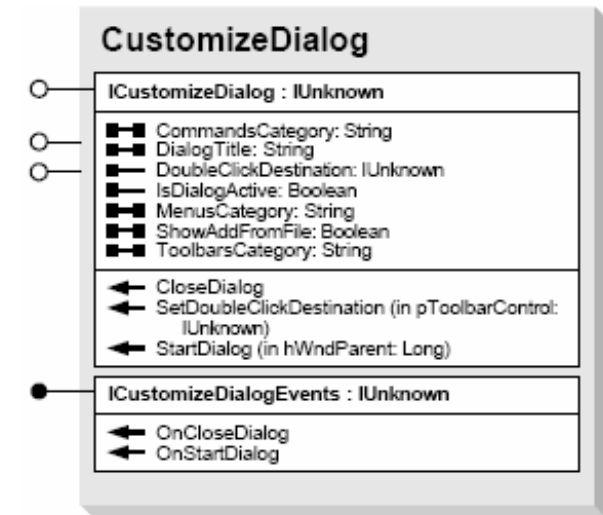 CustomizeDialog
ICustomizeDialog : IUnknown
CommandsCategory: String
DialogTitle: String
DoubleClickDestination: IUnknown
IsDialogActive: Boolean
MenusCategory: String
ShowAddFromFile: Boolean
ToolbarsCategory: String
CloseDialog
SetDoubleClickDestination (in pToolbarControl:
IUnknown)
StartDialog (in hWndParent: Long)
ICustomizeDialogEvents : IUnknown
OnCloseDialog
OnStartDialog